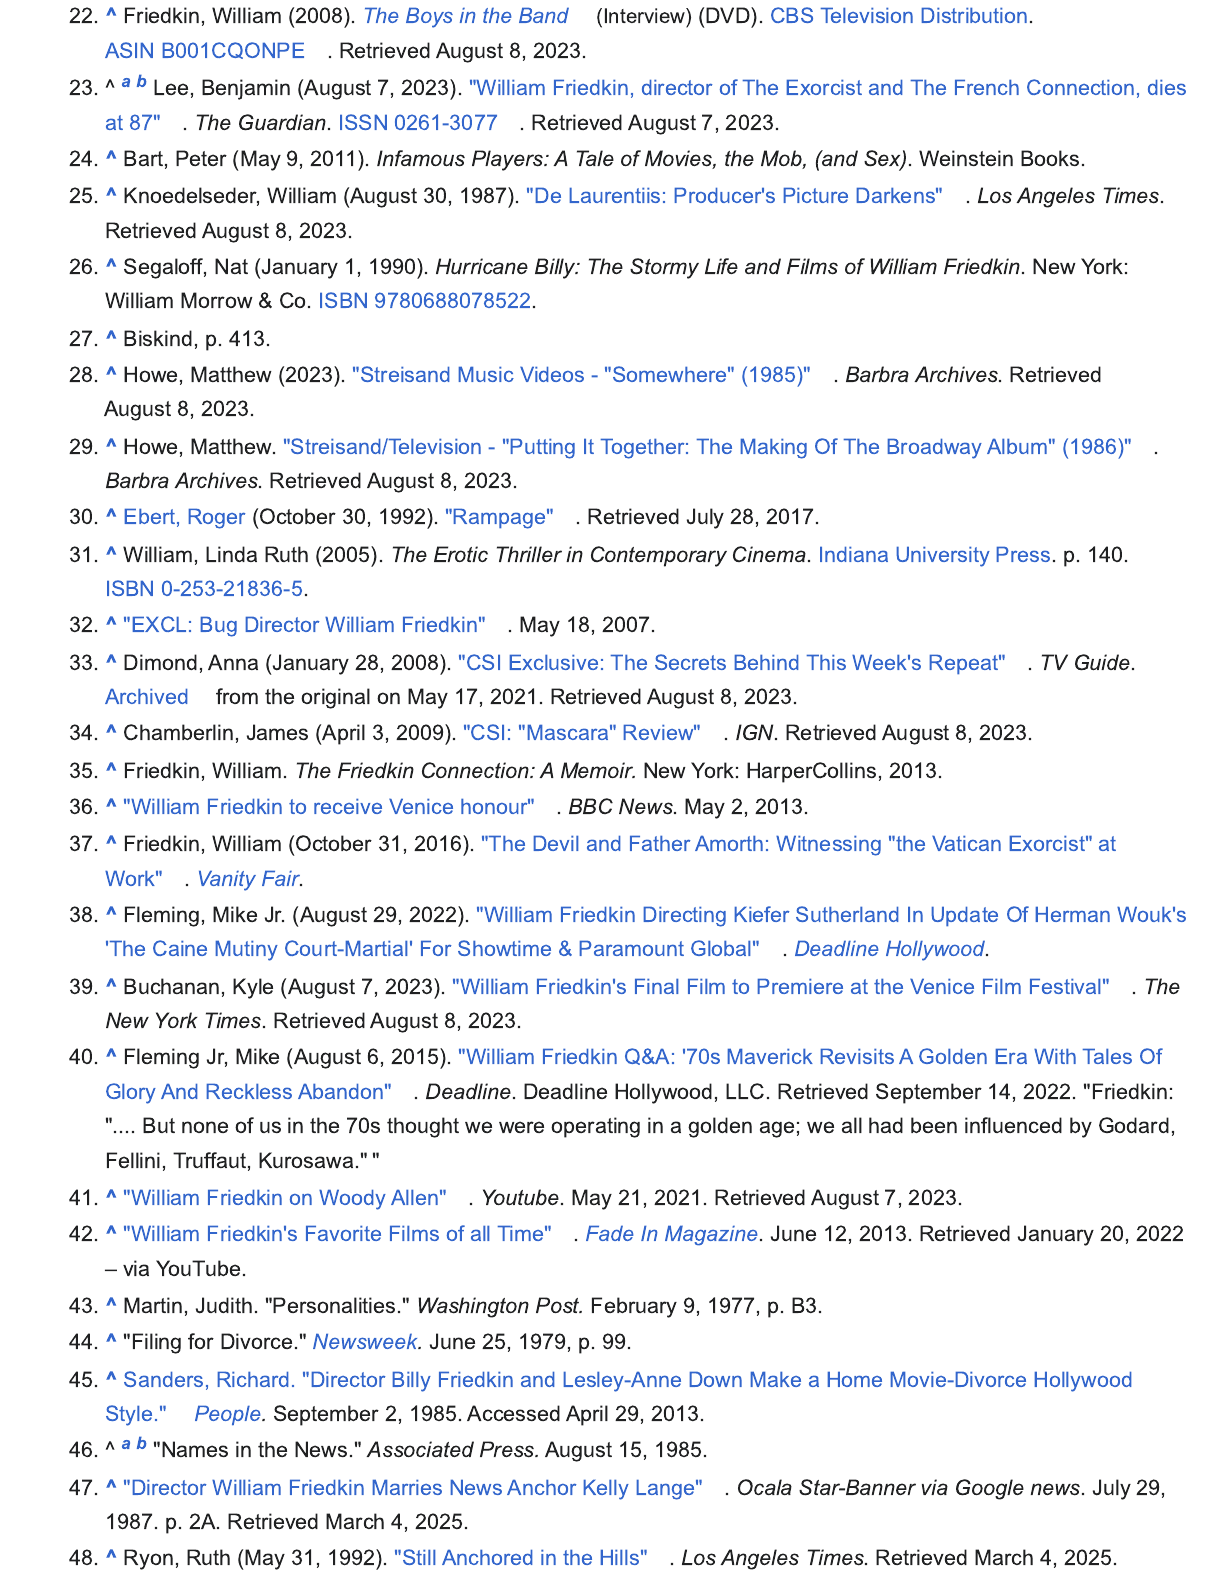 22. ^ Friedkin, William (2008). The Boys in the Band (Interview) (DVD). CBS Television Distribution.
ASIN B001CQONPE . Retrieved August 8, 2023.
23. ^ a b Lee, Benjamin (August 7, 2023). "William Friedkin, director of The Exorcist and The French Connection, dies
at 87" . The Guardian. ISSN 0261-3077 . Retrieved August 7, 2023.
24. ^ Bart, Peter (May 9, 2011). Infamous Players: A Tale of Movies, the Mob, (and Sex). Weinstein Books.
25. ^ Knoedelseder, William (August 30, 1987). "De Laurentiis: Producer's Picture Darkens" . Los Angeles Times.
Retrieved August 8, 2023.
26. ^ Segaloff, Nat (January 1, 1990). Hurricane Billy: The Stormy Life and Films of William Friedkin. New York:
William Morrow & Co. ISBN 9780688078522.
27. ^ Biskind, p. 413.
28. ^ Howe, Matthew (2023). "Streisand Music Videos - "Somewhere" (1985)" . Barbra Archives. Retrieved
August 8, 2023.
29. ^ Howe, Matthew. "Streisand/Television - "Putting It Together: The Making Of The Broadway Album" (1986)" .
Barbra Archives. Retrieved August 8, 2023.
30. ^ Ebert, Roger (October 30, 1992). "Rampage" . Retrieved July 28, 2017.
31. ^ William, Linda Ruth (2005). The Erotic Thriller in Contemporary Cinema. Indiana University Press. p. 140.
ISBN 0-253-21836-5.
32. ^ "EXCL: Bug Director William Friedkin" . May 18, 2007.
33. ^ Dimond, Anna (January 28, 2008). "CSI Exclusive: The Secrets Behind This Week's Repeat" . TV Guide.
Archived from the original on May 17, 2021. Retrieved August 8, 2023.
34. ^ Chamberlin, James (April 3, 2009). "CSI: "Mascara" Review" . IGN. Retrieved August 8, 2023.
35. ^ Friedkin, William. The Friedkin Connection: A Memoir. New York: HarperCollins, 2013.
36. ^ "William Friedkin to receive Venice honour" . BBC News. May 2, 2013.
37. ^ Friedkin, William (October 31, 2016). "The Devil and Father Amorth: Witnessing "the Vatican Exorcist" at
Work" . Vanity Fair.
38. ^ Fleming, Mike Jr. (August 29, 2022). "William Friedkin Directing Kiefer Sutherland In Update Of Herman Wouk's
'The Caine Mutiny Court-Martial' For Showtime & Paramount Global" . Deadline Hollywood.
39. ^ Buchanan, Kyle (August 7, 2023). "William Friedkin's Final Film to Premiere at the Venice Film Festival" . The
New York Times. Retrieved August 8, 2023.
40. ^ Fleming Jr, Mike (August 6, 2015). "William Friedkin Q&A: '70s Maverick Revisits A Golden Era With Tales Of
Glory And Reckless Abandon" . Deadline. Deadline Hollywood, LLC. Retrieved September 14, 2022. "Friedkin:
".... But none of us in the 70s thought we were operating in a golden age; we all had been influenced by Godard,
Fellini, Truffaut, Kurosawa." "
41. ^ "William Friedkin on Woody Allen" . Youtube. May 21, 2021. Retrieved August 7, 2023.
42. ^ "William Friedkin's Favorite Films of all Time" . Fade In Magazine. June 12, 2013. Retrieved January 20, 2022
– via YouTube.
43. ^ Martin, Judith. "Personalities." Washington Post. February 9, 1977, p. B3.
44. ^ "Filing for Divorce." Newsweek. June 25, 1979, p. 99.
45. ^ Sanders, Richard. "Director Billy Friedkin and Lesley-Anne Down Make a Home Movie-Divorce Hollywood
Style." People. September 2, 1985. Accessed April 29, 2013.
46. ^ a b "Names in the News." Associated Press. August 15, 1985.
47. ^ "Director William Friedkin Marries News Anchor Kelly Lange" . Ocala Star-Banner via Google news. July 29,
1987. p. 2A. Retrieved March 4, 2025.
48. ^ Ryon, Ruth (May 31, 1992). "Still Anchored in the Hills" . Los Angeles Times. Retrieved March 4, 2025.